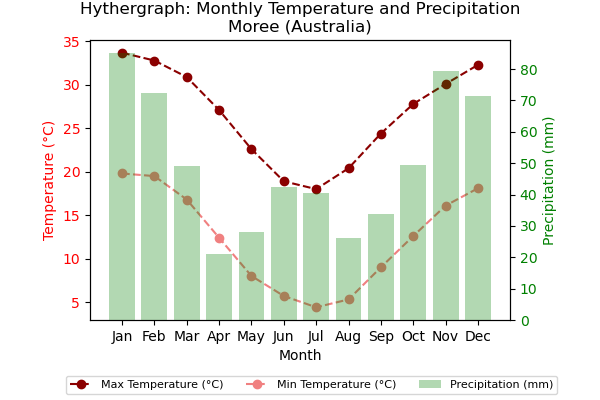 Hythergraph: Monthly Temperature and Precipitation
Moree (Australia)
35
30
25
20
15
10
5
Temperature (°C)
80
70
60
50
40
30
20
10
0
Precipitation (mm)
Jan Feb Mar Apr May Jun Jul Aug Sep Oct Nov Dec
Month
Max Temperature (°C) Min Temperature (°C) Precipitation (mm)